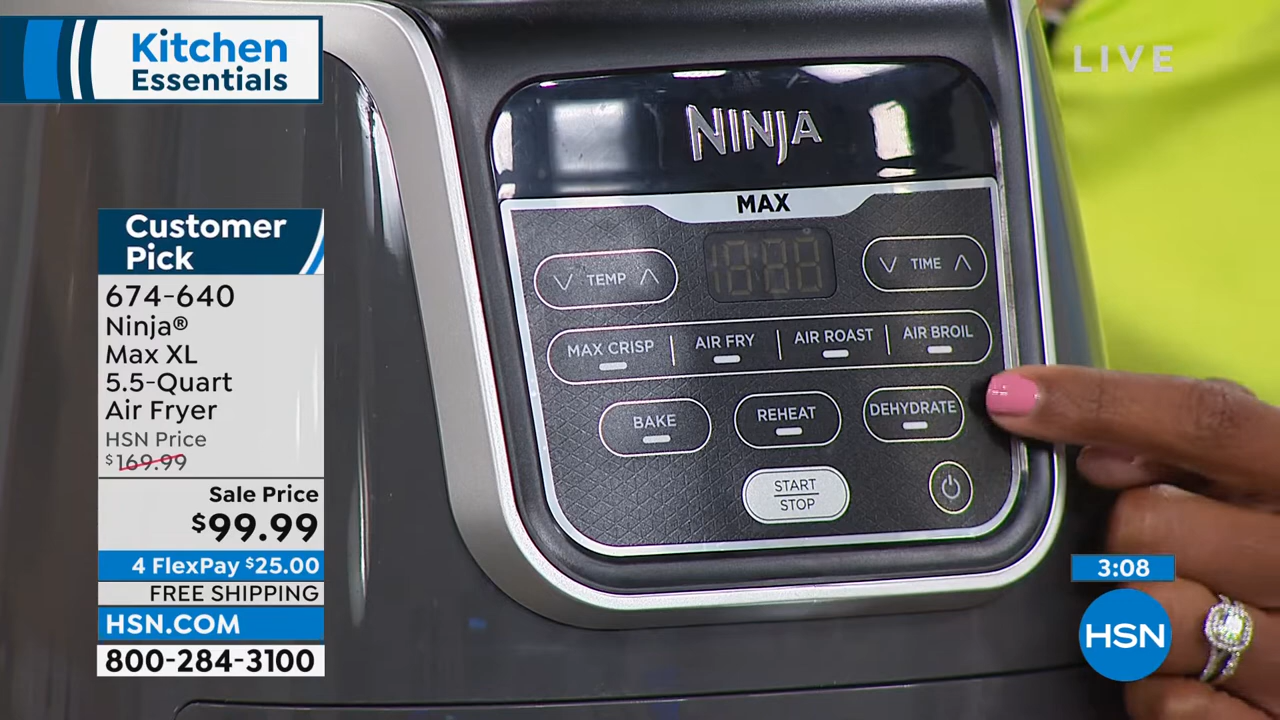 Kitchen
Essentials
LIVE
NINJA
MAX
TEMP
TIME
MAX CRISP
AIR FRY
AIR ROAST
AIR BROIL
BAKE
REHEAT
DEHYDRATE
START
STOP
Customer
Pick
674-640
Ninja®
Max XL
5.5-Quart
Air Fryer
HSN Price
$169.99
Sale Price
$99.99
4 FlexPay $25.00
FREE SHIPPING
HSN.COM
800-284-3100
3:08
HSN